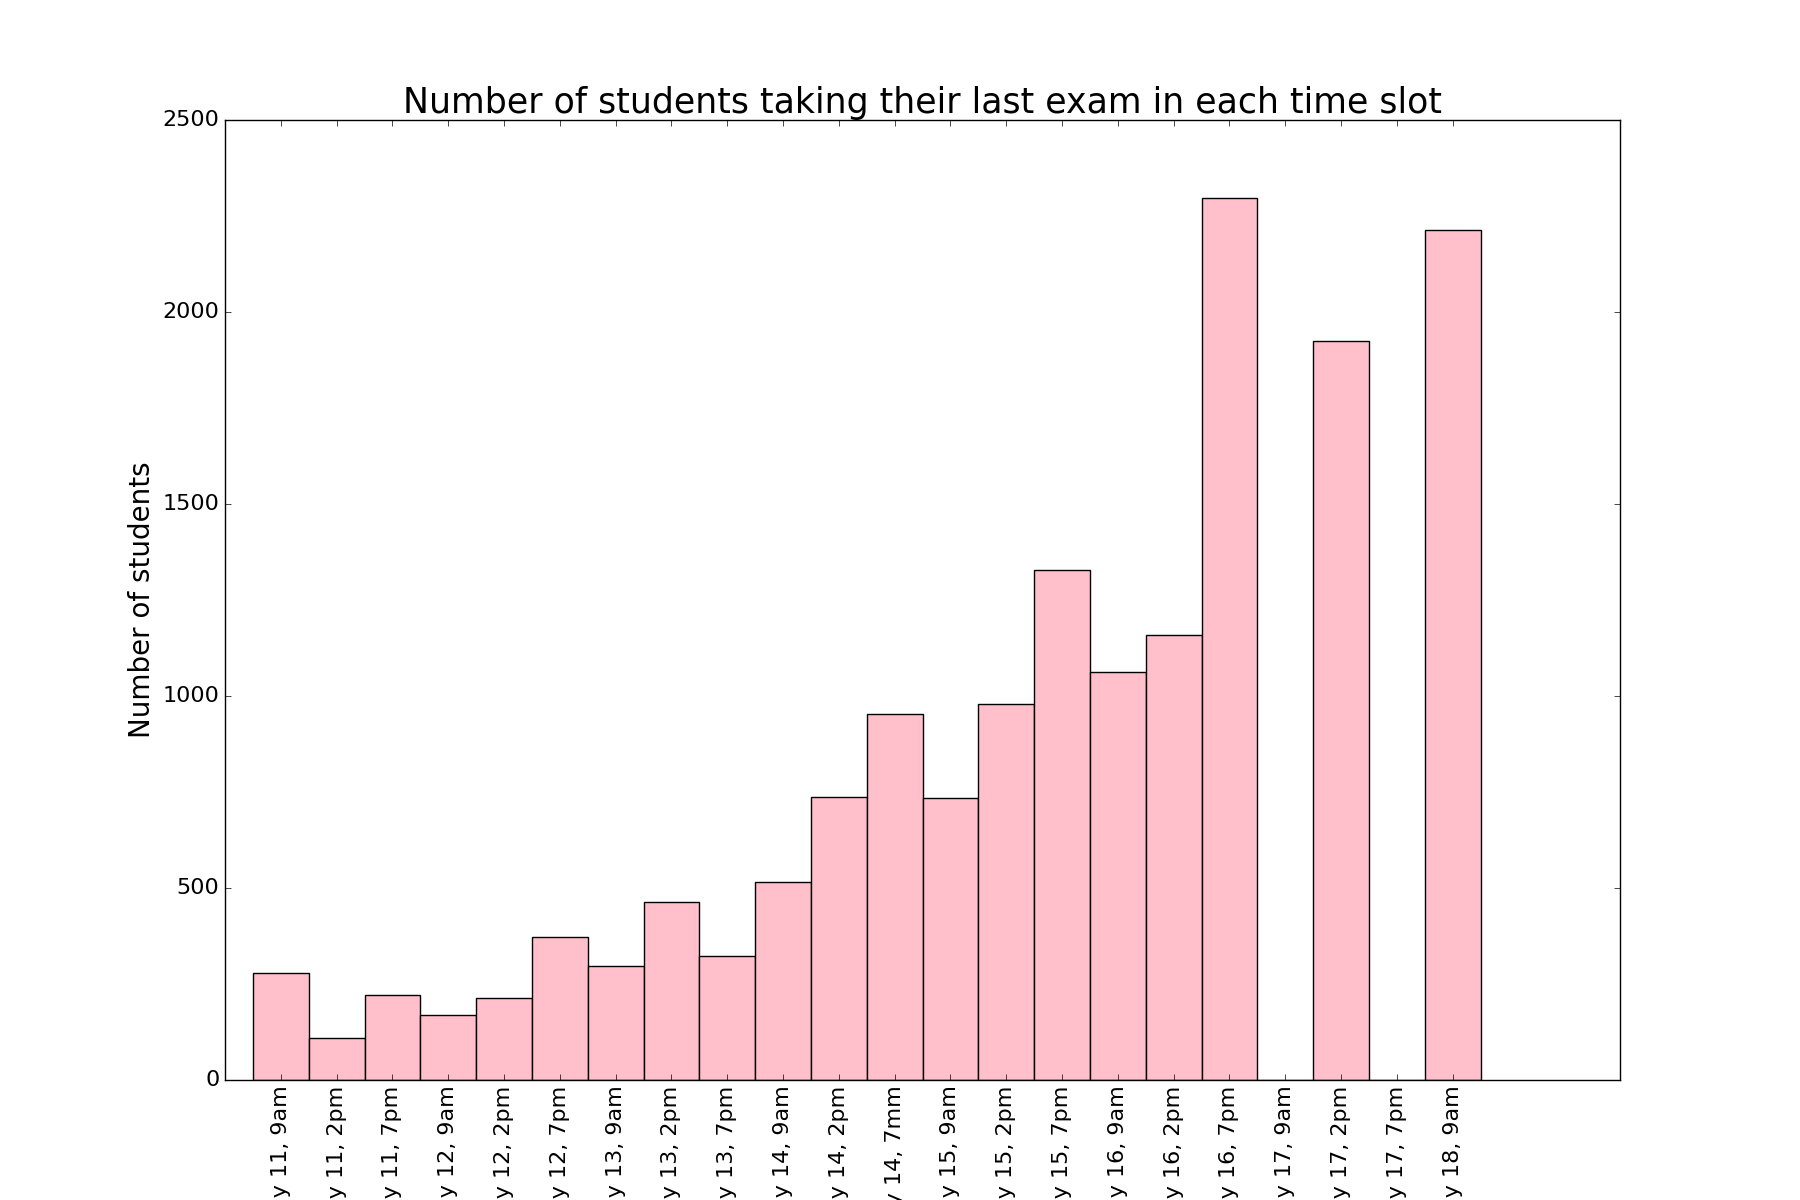 Number of students taking their last exam in each time slot
Number of students
2500
2000
1500
1000
500
0
y 11, 9am
y 11, 2pm
y 11, 7pm
y 12, 9am
y 12, 2pm
y 12, 7pm
y 13, 9am
y 13, 2pm
y 13, 7pm
y 14, 9am
y 14, 2pm
y 14, 7mm
y 15, 9am
y 15, 2pm
y 15, 7pm
y 16, 9am
y 16, 2pm
y 16, 7pm
y 17, 9am
y 17, 2pm
y 17, 7pm
y 18, 9am